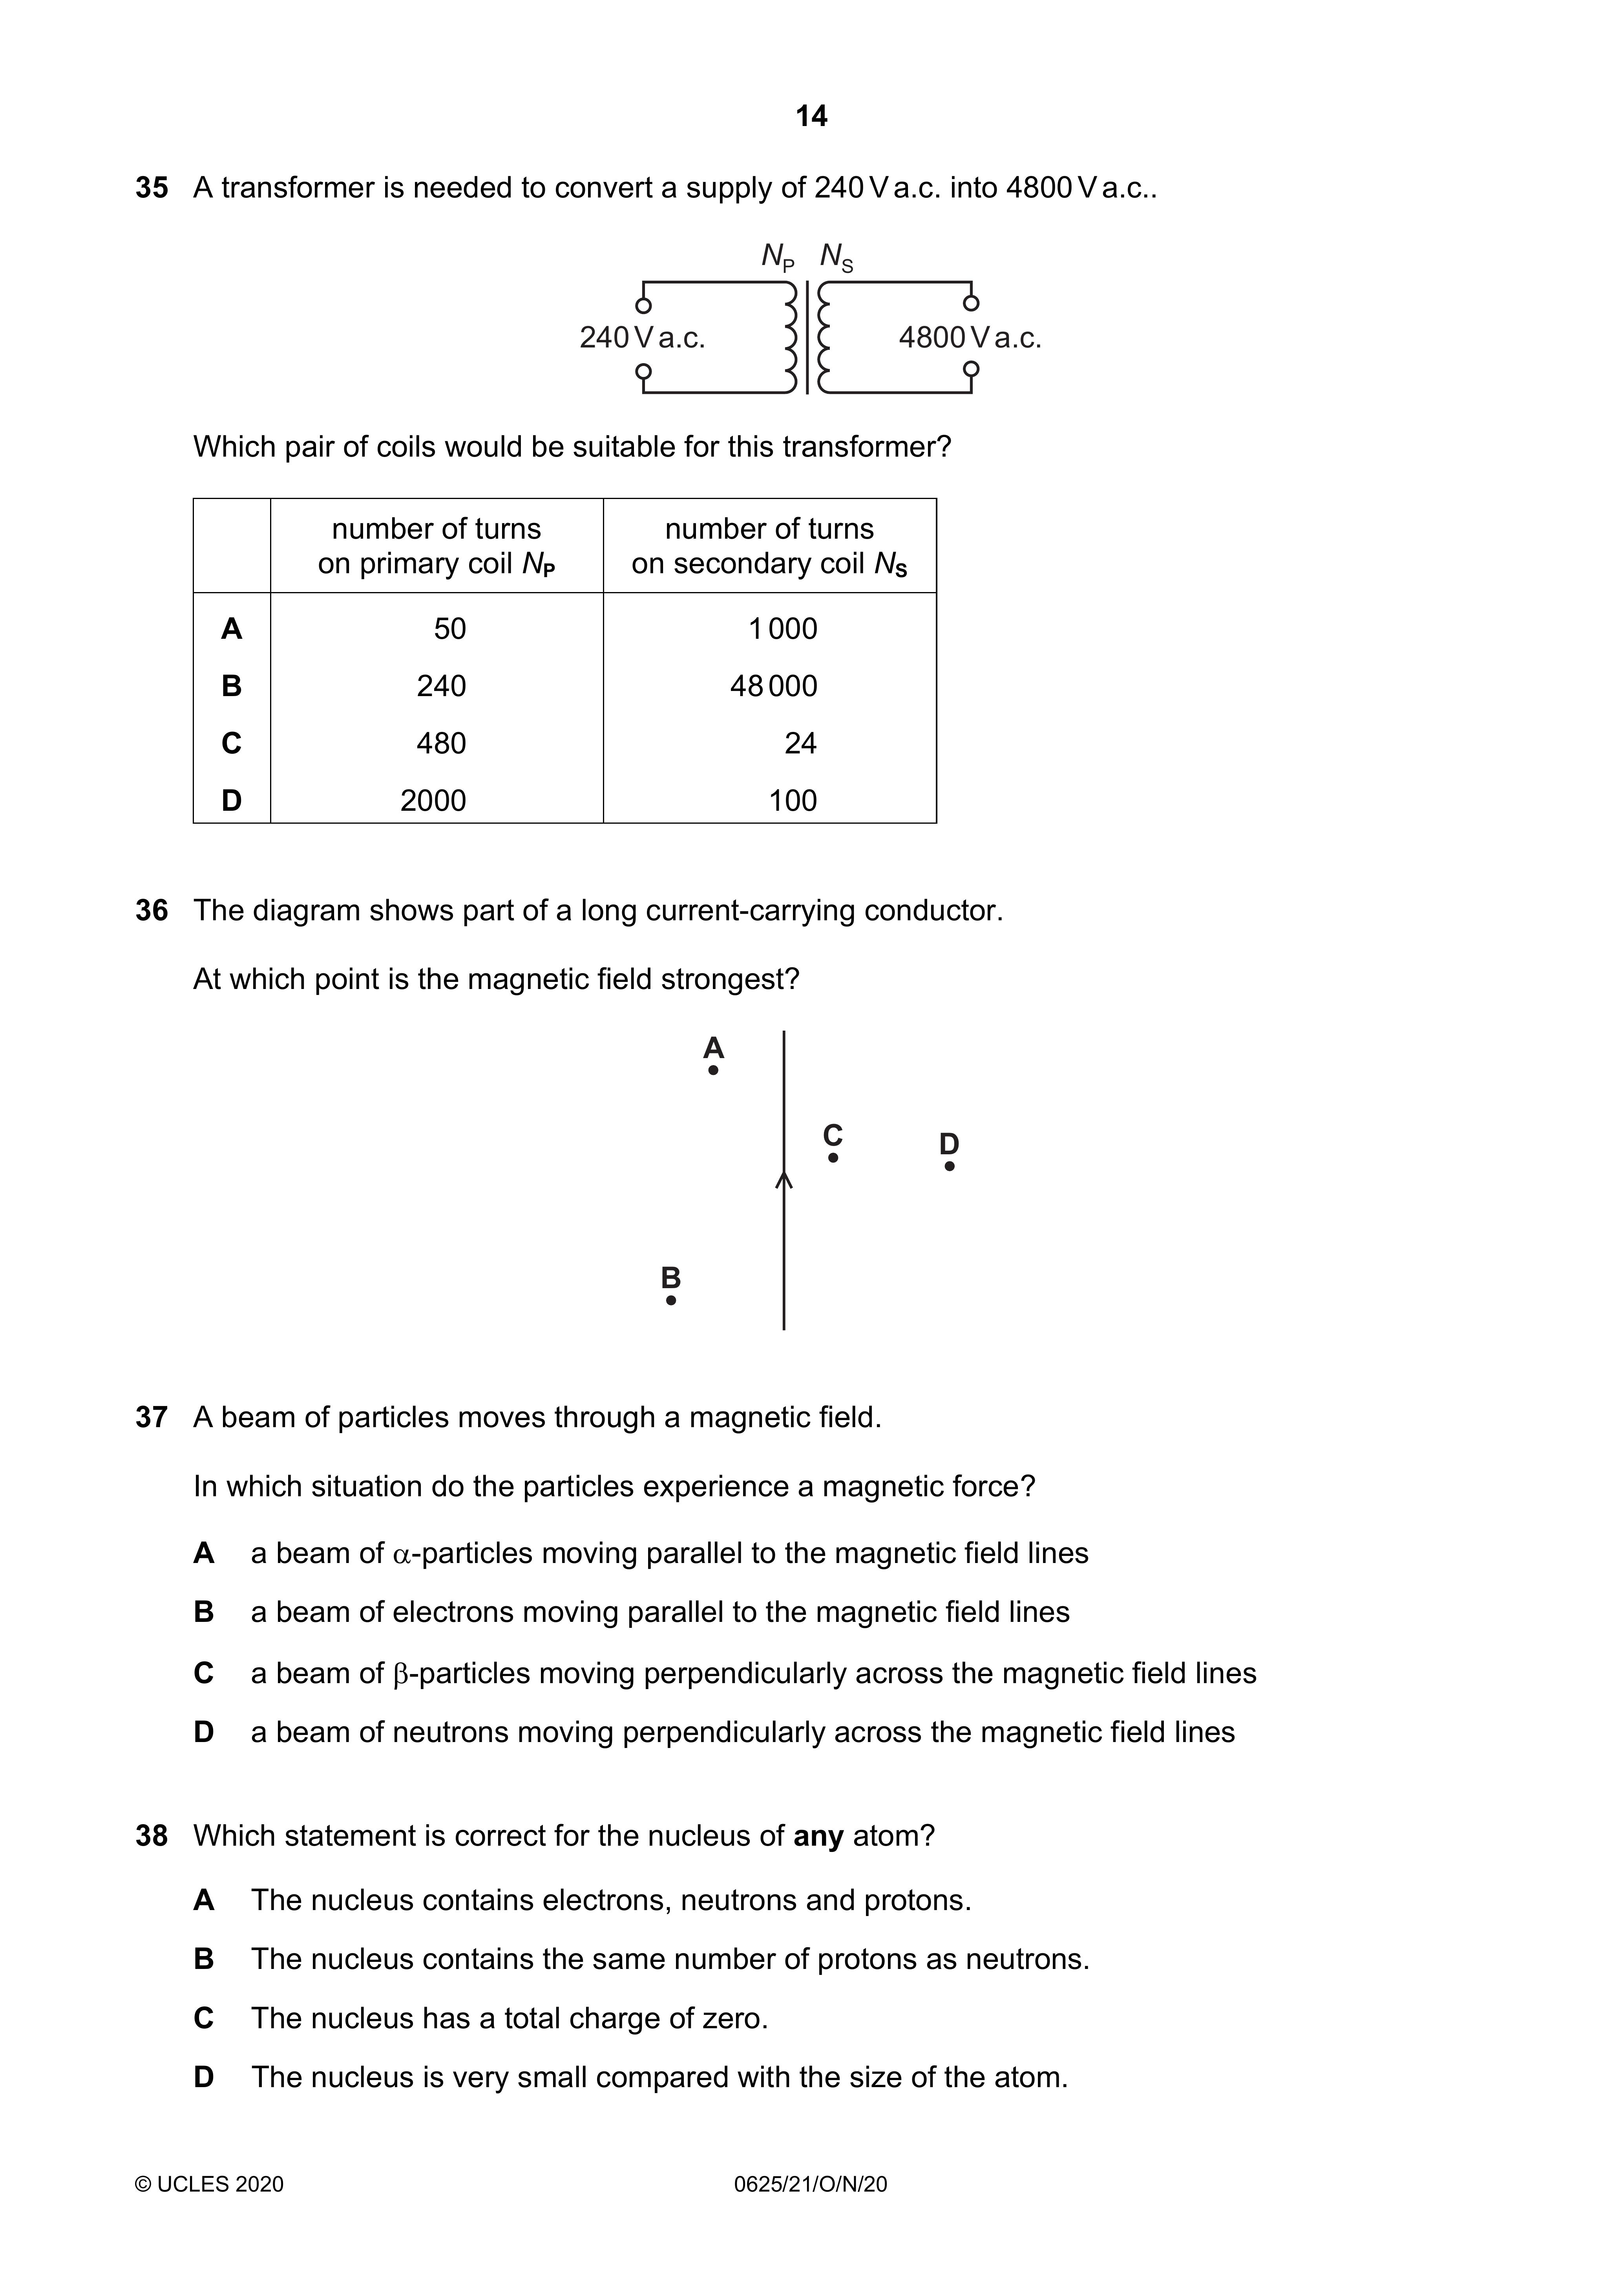 14
35 A transformer is needed to convert a supply of 240 V a.c. into 4800 V a.c..
NP NS
240 V a.c. 4800 V a.c.
Which pair of coils would be suitable for this transformer?
number of turns number of turns
on primary coil NP on secondary coil NS
A 50 1 000
B 240 48 000
C 480 24
D 2000 100
36 The diagram shows part of a long current-carrying conductor.
At which point is the magnetic field strongest?
A
C
D
B
37 A beam of particles moves through a magnetic field.
In which situation do the particles experience a magnetic force?
A a beam of α-particles moving parallel to the magnetic field lines
B a beam of electrons moving parallel to the magnetic field lines
C a beam of β-particles moving perpendicularly across the magnetic field lines
D a beam of neutrons moving perpendicularly across the magnetic field lines
38 Which statement is correct for the nucleus of any atom?
A The nucleus contains electrons, neutrons and protons.
B The nucleus contains the same number of protons as neutrons.
C The nucleus has a total charge of zero.
D The nucleus is very small compared with the size of the atom.
© UCLES 2020 0625/21/O/N/20